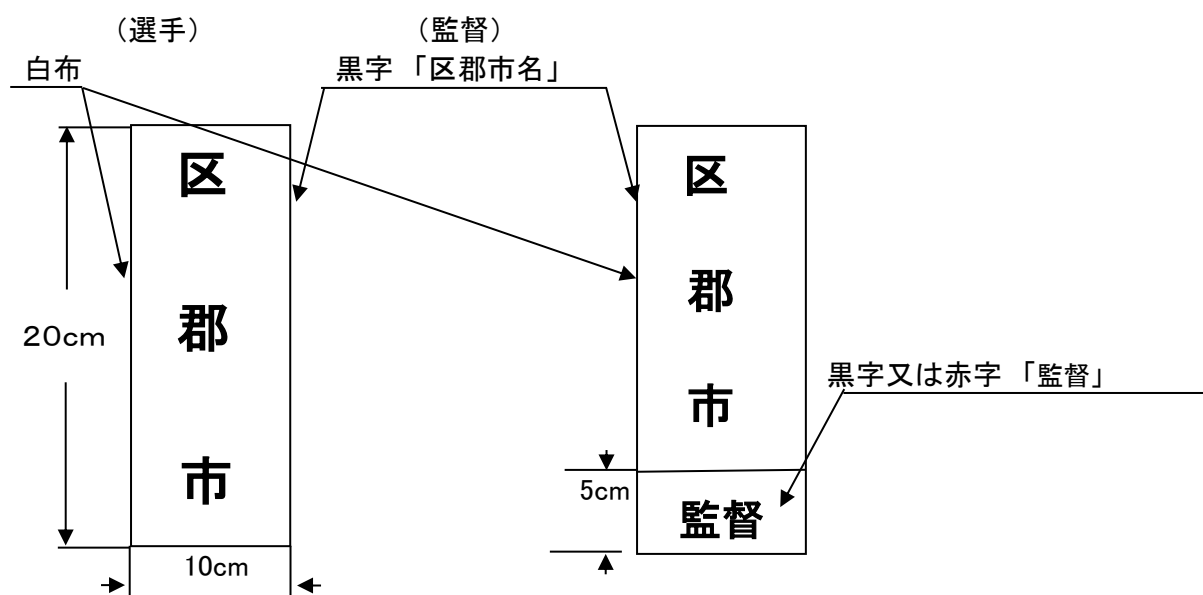 （選手）
（監督）
白布
黒字 「区郡市名」
区
郡
市
20cm
10cm
区
郡
市
黒字又は赤字 「監督」
5cm
監督